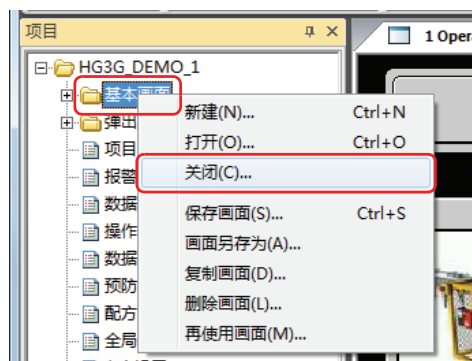 项目
1 Oper
HG3G_DEMO_1
基本画面
弹出
项目
报警
数据
操作
数据
预防
配方
全局
新建(N)... Ctrl+N
打开(O)... Ctrl+O
关闭(C)...
保存画面(S)... Ctrl+S
画面另存为(A)...
复制画面(D)...
删除画面(L)...
再使用画面(M)...